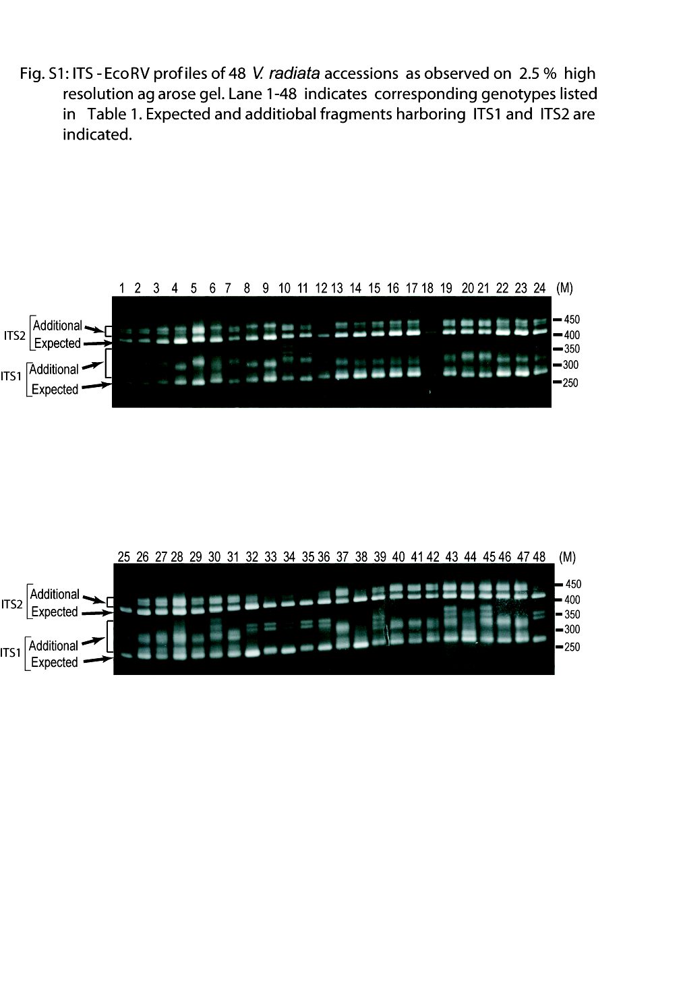 Fig. S1: ITS - EcoRV profiles of 48 V. radiata accessions as observed on 2.5 % high
resolution ag arose gel. Lane 1-48 indicates corresponding genotypes listed
in Table 1. Expected and additiobal fragments harboring ITS1 and ITS2 are
indicated.
1 2 3 4 5 6 7 8 9 10 11 12 13 14 15 16 17 18 19 20 21 22 23 24 (M)
ITS2
Additional
Expected
ITS1
Additional
Expected
450
400
350
300
250
25 26 27 28 29 30 31 32 33 34 35 36 37 38 39 40 41 42 43 44 45 46 47 48 (M)
ITS2
Additional
Expected
ITS1
Additional
Expected
450
400
350
300
250